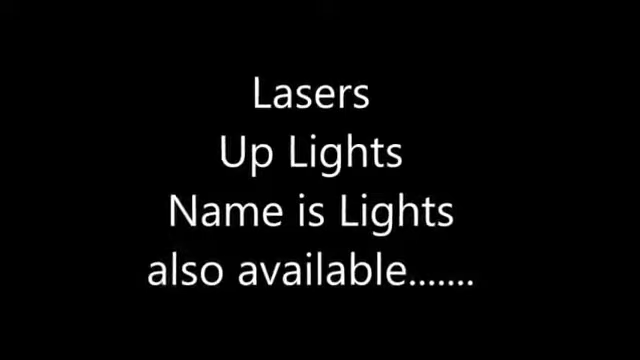 Lasers
Up Lights
Name is Lights
also available.......